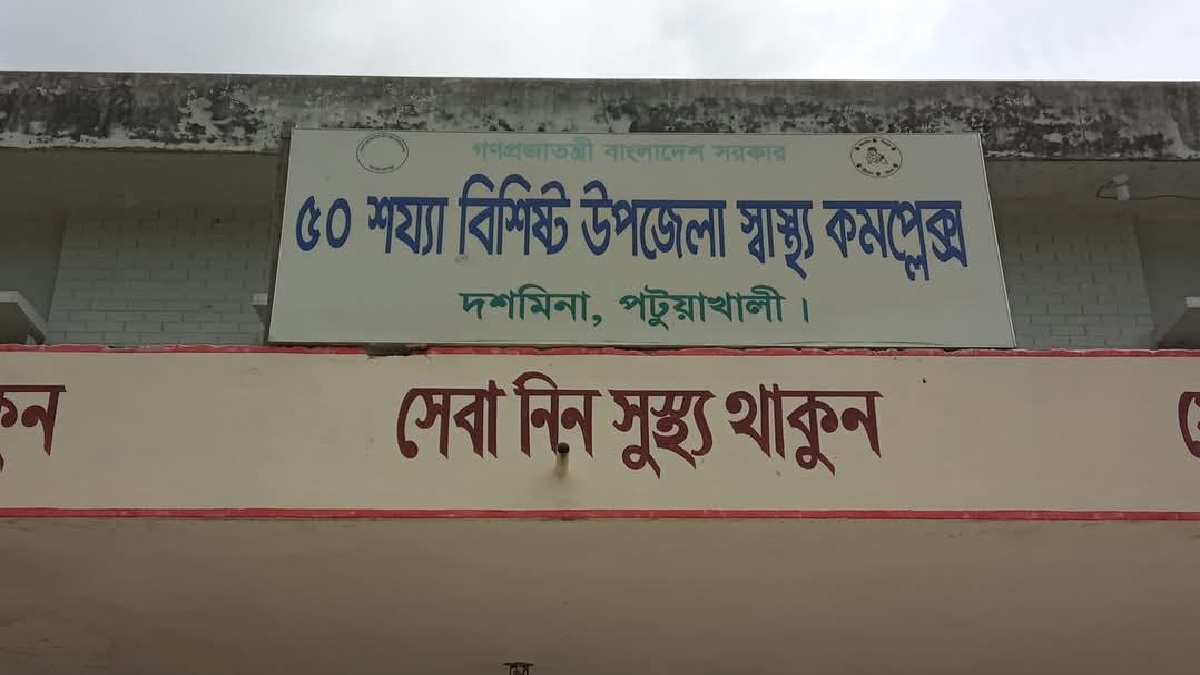 গণপ্রজাতন্ত্রী বাংলাদেশ সরকার
৫০ শয্যা বিশিষ্ট উপজেলা স্বাস্থ্য কমপ্লেক্স
দশমিনা, পটুয়াখালী।
সেবা নিন সুস্থ্য থাকুন